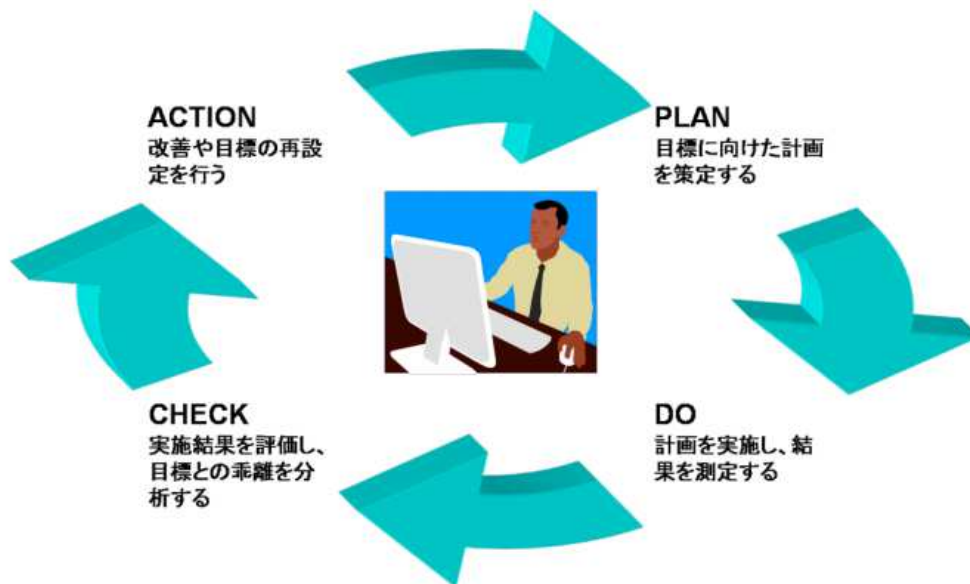 ACTION
改善や目標の再設
定を行う
PLAN
目標に向けた計画
を策定する
CHECK
実施結果を評価し、
目標との乖離を分
析する
DO
計画を実施し、結
果を測定する